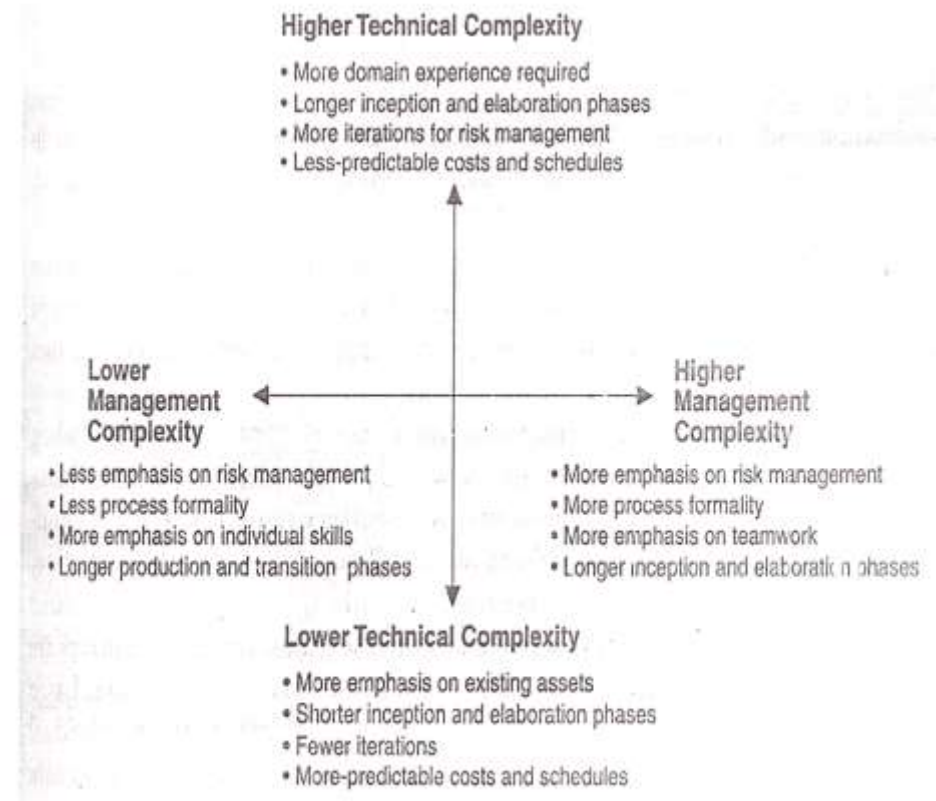 Higher Technical Complexity
• More domain experience required
• Longer inception and elaboration phases
• More iterations for risk management
• Less-predictable costs and schedules
Lower
Management
Complexity
• Less emphasis on risk management
• Less process formality
• More emphasis on individual skills
• Longer production and transition phases
Higher
Management
Complexity
• More emphasis on risk management
• More process formality
• More emphasis on teamwork
• Longer inception and elaboration phases
Lower Technical Complexity
• More emphasis on existing assets
• Shorter inception and elaboration phases
• Fewer iterations
• More-predictable costs and schedules